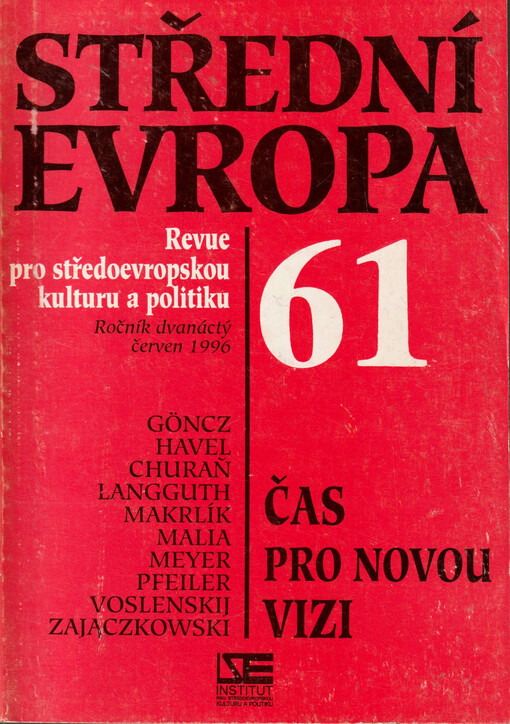 STŘEDNÍ
EVROPA
Revue
pro středoevropskou
kulturu a politiku
Ročník dvanáctý
červen 1996
61
GÖNCZ
HAVEL
CHURAŇ
LANGGUTH
MAKRLÍK
MALIA
MEYER
PFEILER
VOSLENSKIJ
ZAJĄCZKOWSKI
ČAS
PRO NOVOU
VIZI
ISE
INSTITUT
PRO STŘEDOEVROPSKOU
KULTURU A POLITIKU